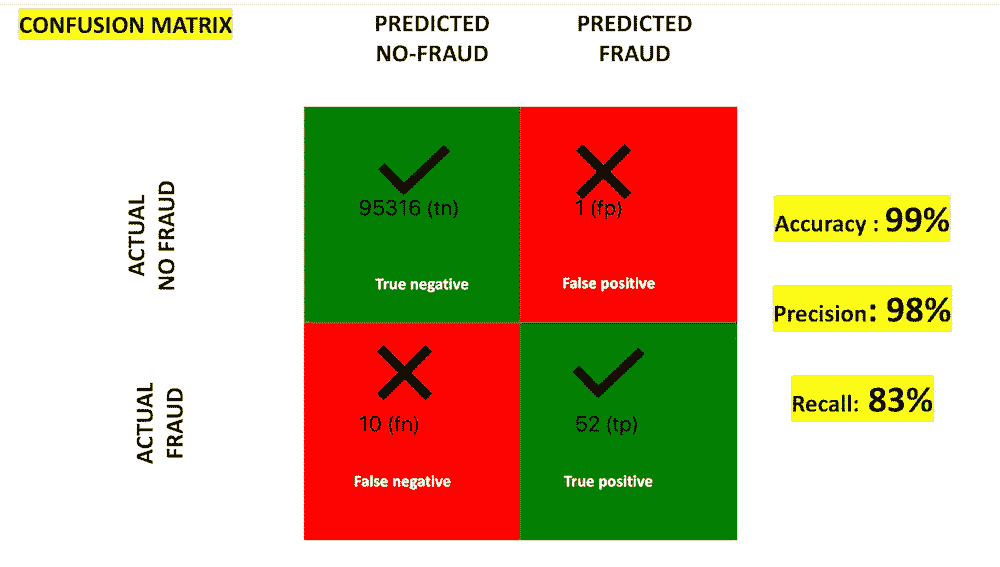 CONFUSION MATRIX
PREDICTED
NO-FRAUD
PREDICTED
FRAUD
ACTUAL
NO FRAUD
95316 (tn)
True negative
1 (fp)
False positive
ACTUAL
FRAUD
10 (fn)
False negative
52 (tp)
True positive
Accuracy : 99%
Precision: 98%
Recall: 83%